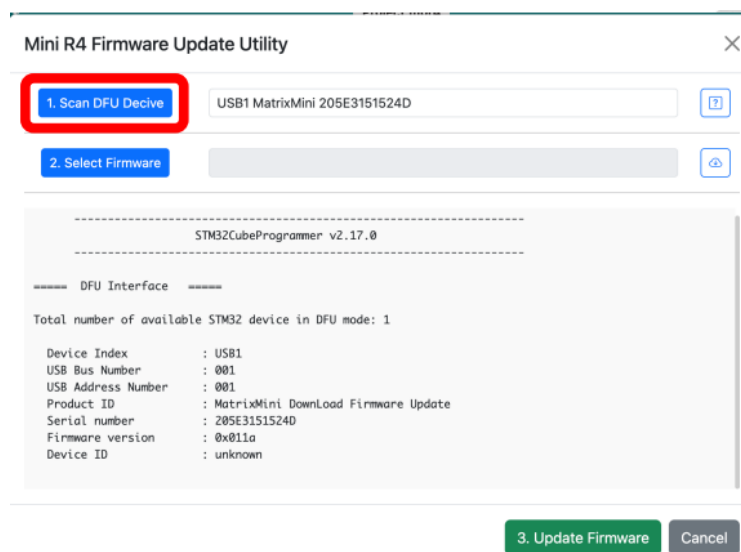 Mini R4 Firmware Update Utility
1. Scan DFU Decive
USB1 MatrixMini 205E3151524D
2. Select Firmware
-------------------------------------------------------------------
STM32CubeProgrammer v2.17.0
-------------------------------------------------------------------
===== DFU Interface =====
Total number of available STM32 device in DFU mode: 1
Device Index : USB1
USB Bus Number : 001
USB Address Number : 001
Product ID : MatrixMini DownLoad Firmware Update
Serial number : 205E3151524D
Firmware version : 0x011a
Device ID : unknown
3. Update Firmware
Cancel